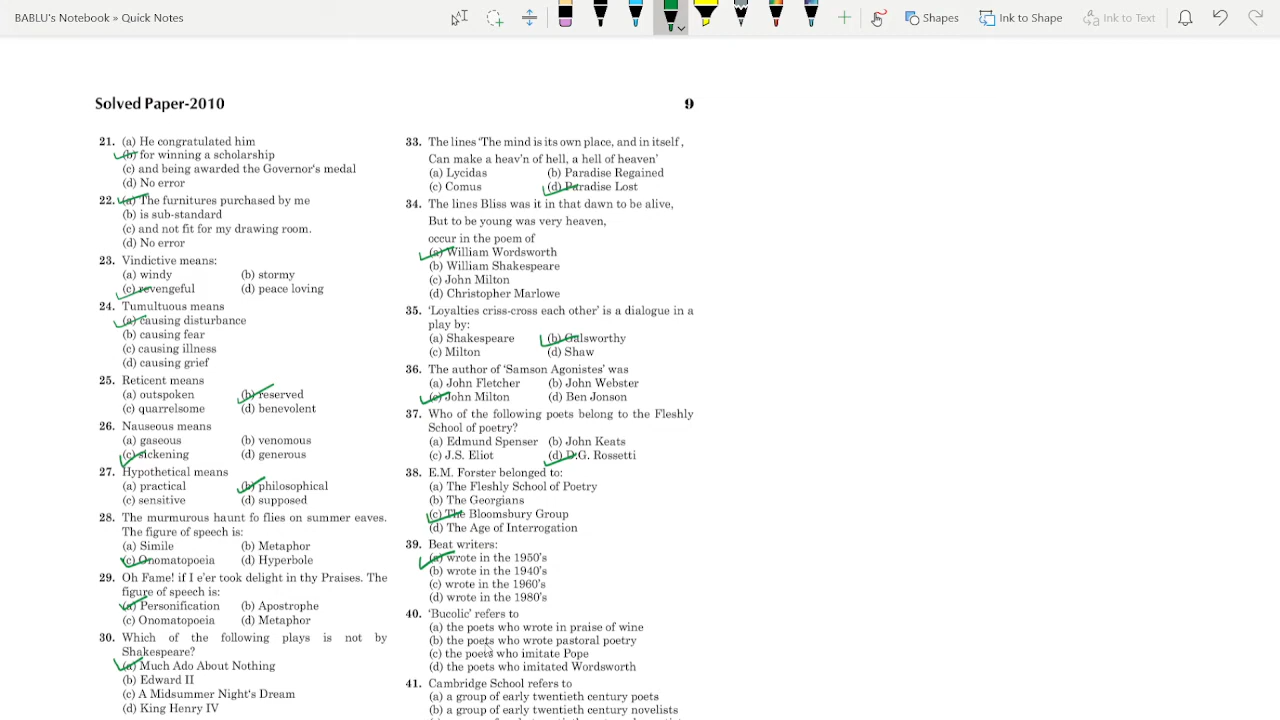 BABLU's Notebook » Quick Notes
Shapes
Ink to Shape
Ink to Text
Solved Paper-2010
9
21. (a) He congratulated him
(b) for winning a scholarship
(c) and being awarded the Governor's medal
(d) No error
22. (a) The furnitures purchased by me
(b) is sub-standard
(c) and not fit for my drawing room.
(d) No error
23. Vindictive means:
(a) windy (b) stormy
(c) revengeful (d) peace loving
24. Tumultuous means
(a) causing disturbance
(b) causing fear
(c) causing illness
(d) causing grief
25. Reticent means
(a) outspoken (b) reserved
(c) quarrelsome (d) benevolent
26. Nauseous means
(a) gaseous (b) venomous
(c) sickening (d) generous
27. Hypothetical means
(a) practical (b) philosophical
(c) sensitive (d) supposed
28. The murmurous haunt fo flies on summer eaves.
The figure of speech is:
(a) Simile (b) Metaphor
(c) Onomatopoeia (d) Hyperbole
29. Oh Fame! if I e'er took delight in thy Praises. The
figure of speech is:
(a) Personification (b) Apostrophe
(c) Onomatopoeia (d) Metaphor
30. Which of the following plays is not by
Shakespeare?
(a) Much Ado About Nothing
(b) Edward II
(c) A Midsummer Night's Dream
(d) King Henry IV
33. The lines 'The mind is its own place, and in itself,
Can make a heav'n of hell, a hell of heaven'
(a) Lycidas (b) Paradise Regained
(c) Comus (d) Paradise Lost
34. The lines Bliss was it in that dawn to be alive,
But to be young was very heaven,
occur in the poem of
(a) William Wordsworth
(b) William Shakespeare
(c) John Milton
(d) Christopher Marlowe
35. 'Loyalties criss-cross each other' is a dialogue in a
play by:
(a) Shakespeare (b) Galsworthy
(c) Milton (d) Shaw
36. The author of 'Samson Agonistes' was
(a) John Fletcher (b) John Webster
(c) John Milton (d) Ben Jonson
37. Who of the following poets belong to the Fleshly
School of poetry?
(a) Edmund Spenser (b) John Keats
(c) J.S. Eliot (d) D.G. Rossetti
38. E.M. Forster belonged to:
(a) The Fleshly School of Poetry
(b) The Georgians
(c) The Bloomsbury Group
(d) The Age of Interrogation
39. Beat writers:
(a) wrote in the 1950's
(b) wrote in the 1940's
(c) wrote in the 1960's
(d) wrote in the 1980's
40. 'Bucolic' refers to
(a) the poets who wrote in praise of wine
(b) the poets who wrote pastoral poetry
(c) the poets who imitate Pope
(d) the poets who imitated Wordsworth
41. Cambridge School refers to
(a) a group of early twentieth century poets
(b) a group of early twentieth century novelists